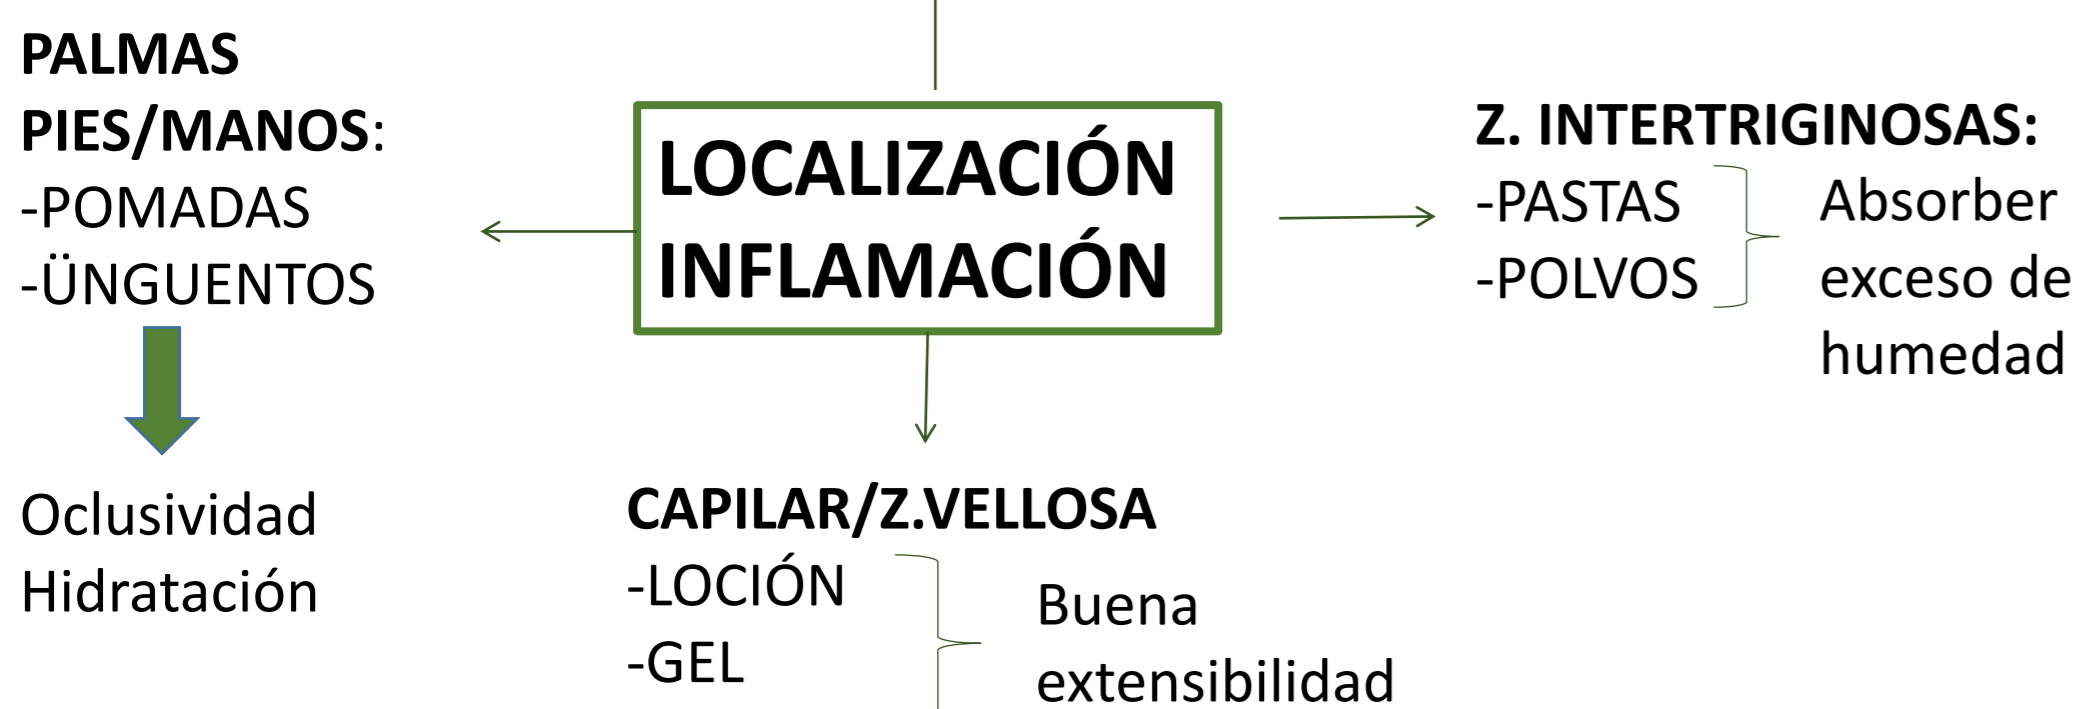 PALMAS
PIES/MANOS:
-POMADAS
-ÜNGUENTOS
Oclusividad
Hidratación
LOCALIZACIÓN
INFLAMACIÓN
CAPILAR/Z.VELLOSA
-LOCIÓN
-GEL
Buena
extensibilidad
Z. INTERTRIGINOSAS:
-PASTAS
-POLVOS
Absorber
exceso de
humedad